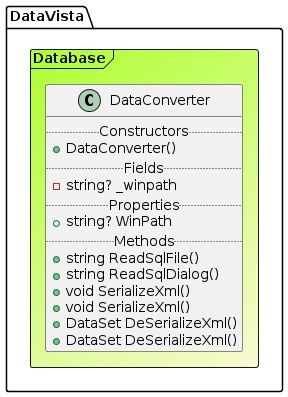 DataVista
Database
C DataConverter
Constructors
DataConverter()
Fields
string? _winpath
Properties
string? WinPath
Methods
string ReadSqlFile()
string ReadSqlDialog()
void SerializeXml()
void SerializeXml()
DataSet DeSerializeXml()
DataSet DeSerializeXml()